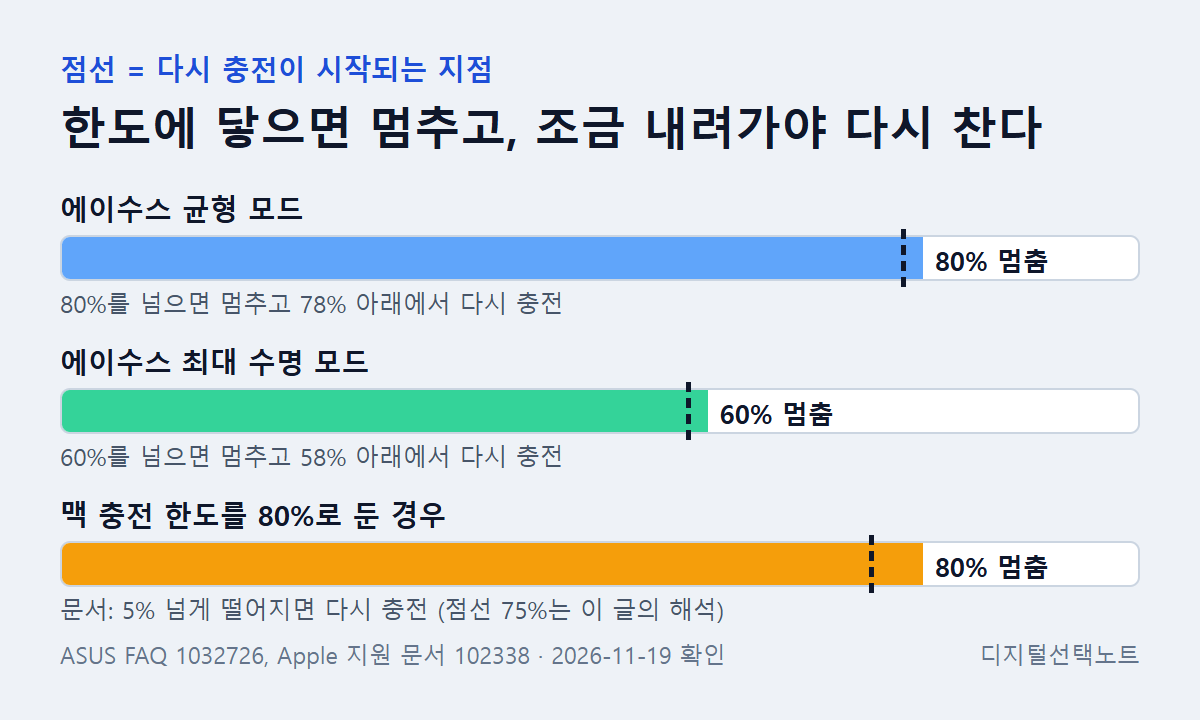 점선 = 다시 충전이 시작되는 지점
한도에 닿으면 멈추고, 조금 내려가야 다시 찬다
에이수스 균형 모드
80% 멈춤
80%를 넘으면 멈추고 78% 아래에서 다시 충전
에이수스 최대 수명 모드
60% 멈춤
60%를 넘으면 멈추고 58% 아래에서 다시 충전
맥 충전 한도를 80%로 둔 경우
80% 멈춤
문서: 5% 넘게 떨어지면 다시 충전 (점선 75%는 이 글의 해석)
ASUS FAQ 1032726, Apple 지원 문서 102338 · 2026-11-19 확인
디지털선택노트